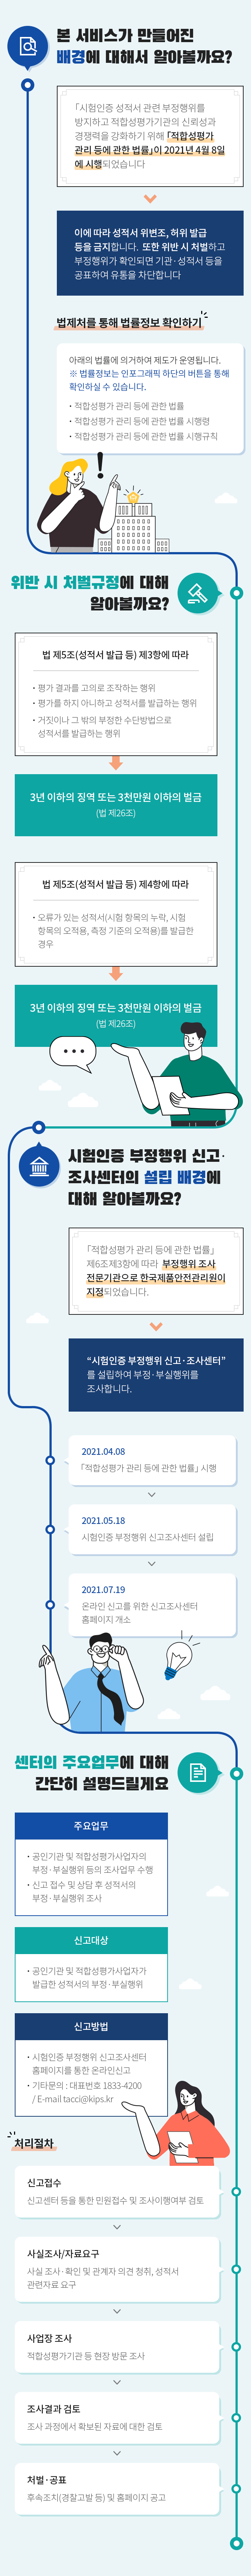 본 서비스가 만들어진
배경에 대해서 알아볼까요?
「시험인증 성적서 관련 부정행위를
방지하고 적합성평가기관의 신뢰성과
경쟁력을 강화하기 위해 「적합성평가
관리 등에 관한 법률」이 2021년 4월 8일
에 시행되었습니다
이에 따라 성적서 위변조, 허위 발급
등을 금지합니다. 또한 위반 시 처벌하고
부정행위가 확인되면 기관·성적서 등을
공표하여 유통을 차단합니다
법제처를 통해 법률정보 확인하기
아래의 법률에 의거하여 제도가 운영됩니다.
※ 법률정보는 인포그래픽 하단의 버튼을 통해
확인하실 수 있습니다.
· 적합성평가 관리 등에 관한 법률
· 적합성평가 관리 등에 관한 법률 시행령
· 적합성평가 관리 등에 관한 법률 시행규칙
위반 시 처벌규정에 대해
알아볼까요?
법 제5조(성적서 발급 등) 제3항에 따라
· 평가 결과를 고의로 조작하는 행위
· 평가를 하지 아니하고 성적서를 발급하는 행위
· 거짓이나 그 밖의 부정한 수단방법으로
성적서를 발급하는 행위
3년 이하의 징역 또는 3천만원 이하의 벌금
(법 제26조)
법 제5조(성적서 발급 등) 제4항에 따라
· 오류가 있는 성적서(시험 항목의 누락, 시험
항목의 오적용, 측정 기준의 오적용)를 발급한
경우
3년 이하의 징역 또는 3천만원 이하의 벌금
(법 제26조)
시험인증 부정행위 신고·
조사센터의 설립 배경에
대해 알아볼까요?
「적합성평가 관리 등에 관한 법률」
제6조제3항에 따라 부정행위 조사
전문기관으로 한국제품안전관리원이
지정되었습니다.
“시험인증 부정행위 신고·조사센터”
를 설립하여 부정·부실행위를
조사합니다.
2021.04.08
「적합성평가 관리 등에 관한 법률」 시행
2021.05.18
시험인증 부정행위 신고조사센터 설립
2021.07.19
온라인 신고를 위한 신고조사센터
홈페이지 개소
센터의 주요업무에 대해
간단히 설명드릴게요
주요업무
· 공인기관 및 적합성평가사업자의
부정·부실행위 등의 조사업무 수행
· 신고 접수 및 상담 후 성적서의
부정·부실행위 조사
신고대상
· 공인기관 및 적합성평가사업자가
발급한 성적서의 부정·부실행위
신고방법
· 시험인증 부정행위 신고조사센터
홈페이지를 통한 온라인신고
· 기타문의 : 대표번호 1833-4200
/ E-mail tacci@kips.kr
처리절차
신고접수
신고센터 등을 통한 민원접수 및 조사이행여부 검토
사실조사/자료요구
사실 조사·확인 및 관계자 의견 청취, 성적서
관련자료 요구
사업장 조사
적합성평가기관 등 현장 방문 조사
조사결과 검토
조사 과정에서 확보된 자료에 대한 검토
처벌·공표
후속조치(경찰고발 등) 및 홈페이지 공고